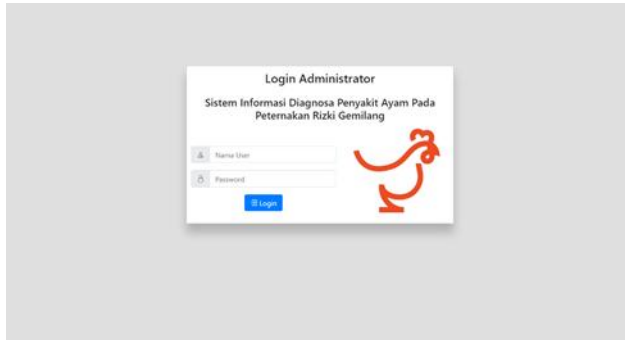 Login Administrator
Sistem Informasi Diagnosa Penyakit Ayam Pada
Peternakan Rizki Gemilang
Nama User
Password
Login